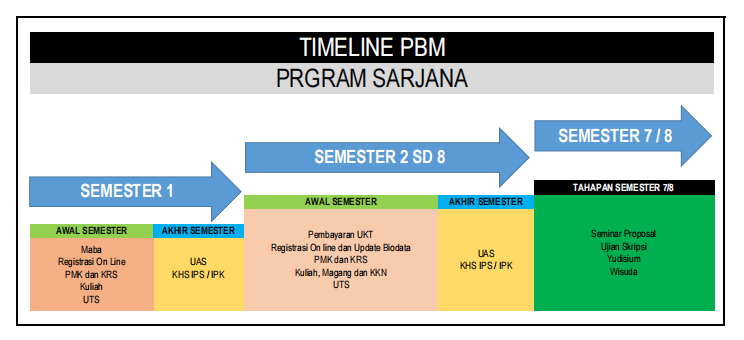 TIMELINE PBM
PRGRAM SARJANA
SEMESTER 1
AWAL SEMESTER
Maba
Registrasi On Line
PMK dan KRS
Kuliah
UTS
AKHIR SEMESTER
UAS
KHS IPS / IPK
SEMESTER 2 SD 8
AWAL SEMESTER
Pembayaran UKT
Registrasi On line dan Update Biodata
PMK dan KRS
Kuliah, Magang dan KKN
UTS
AKHIR SEMESTER
UAS
KHS IPS / IPK
SEMESTER 7 / 8
TAHAPAN SEMESTER 7/8
Seminar Proposal
Ujian Skripsi
Yudisium
Wisuda